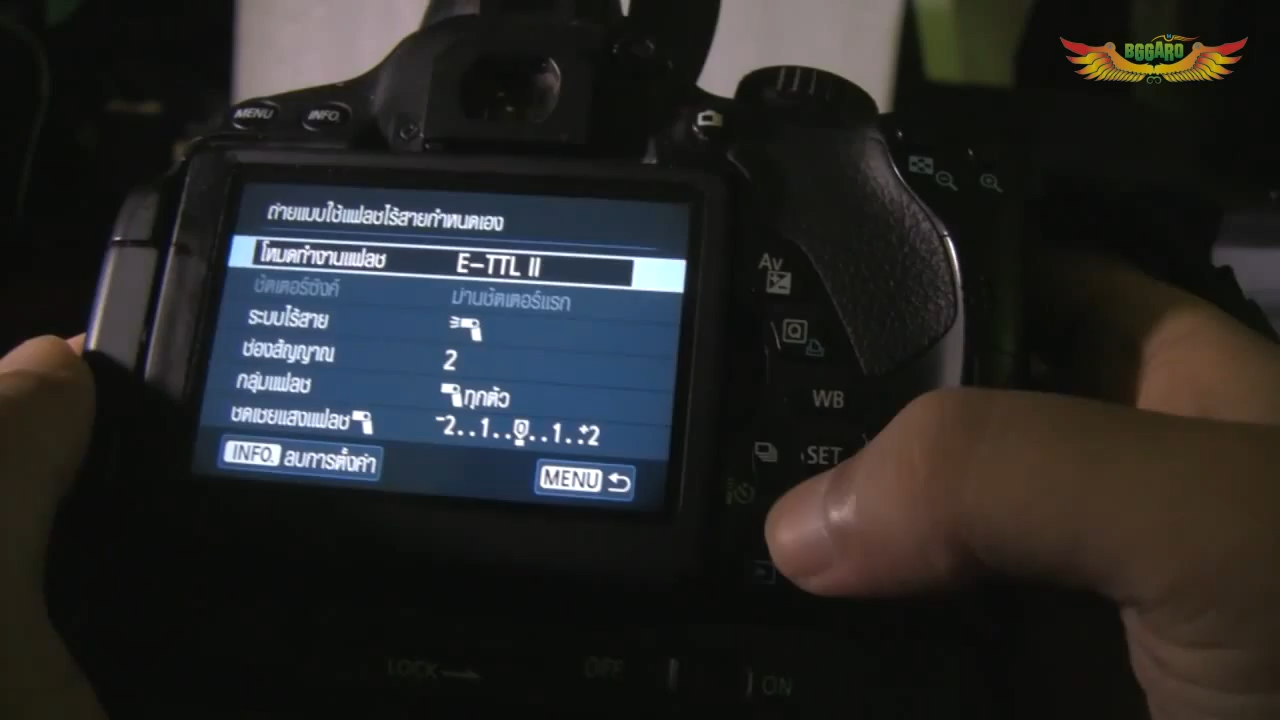 BGGARO
MENU INFO.
ถ่ายแบบใช้แฟลชไร้สายกำหนดเอง
โหมดทำงานแฟลช E-TTL II
ชัตเตอร์ซิงค์ ม่านชัตเตอร์แรก
ระบบไร้สาย
ช่องสัญญาณ 2
กลุ่มแฟลช ทุกตัว
ชดเชยแสงแฟลช -2..1..0..1..+2
INFO. ลบการตั้งค่า MENU
Av
Q
WB
SET
LOCK OFF ON